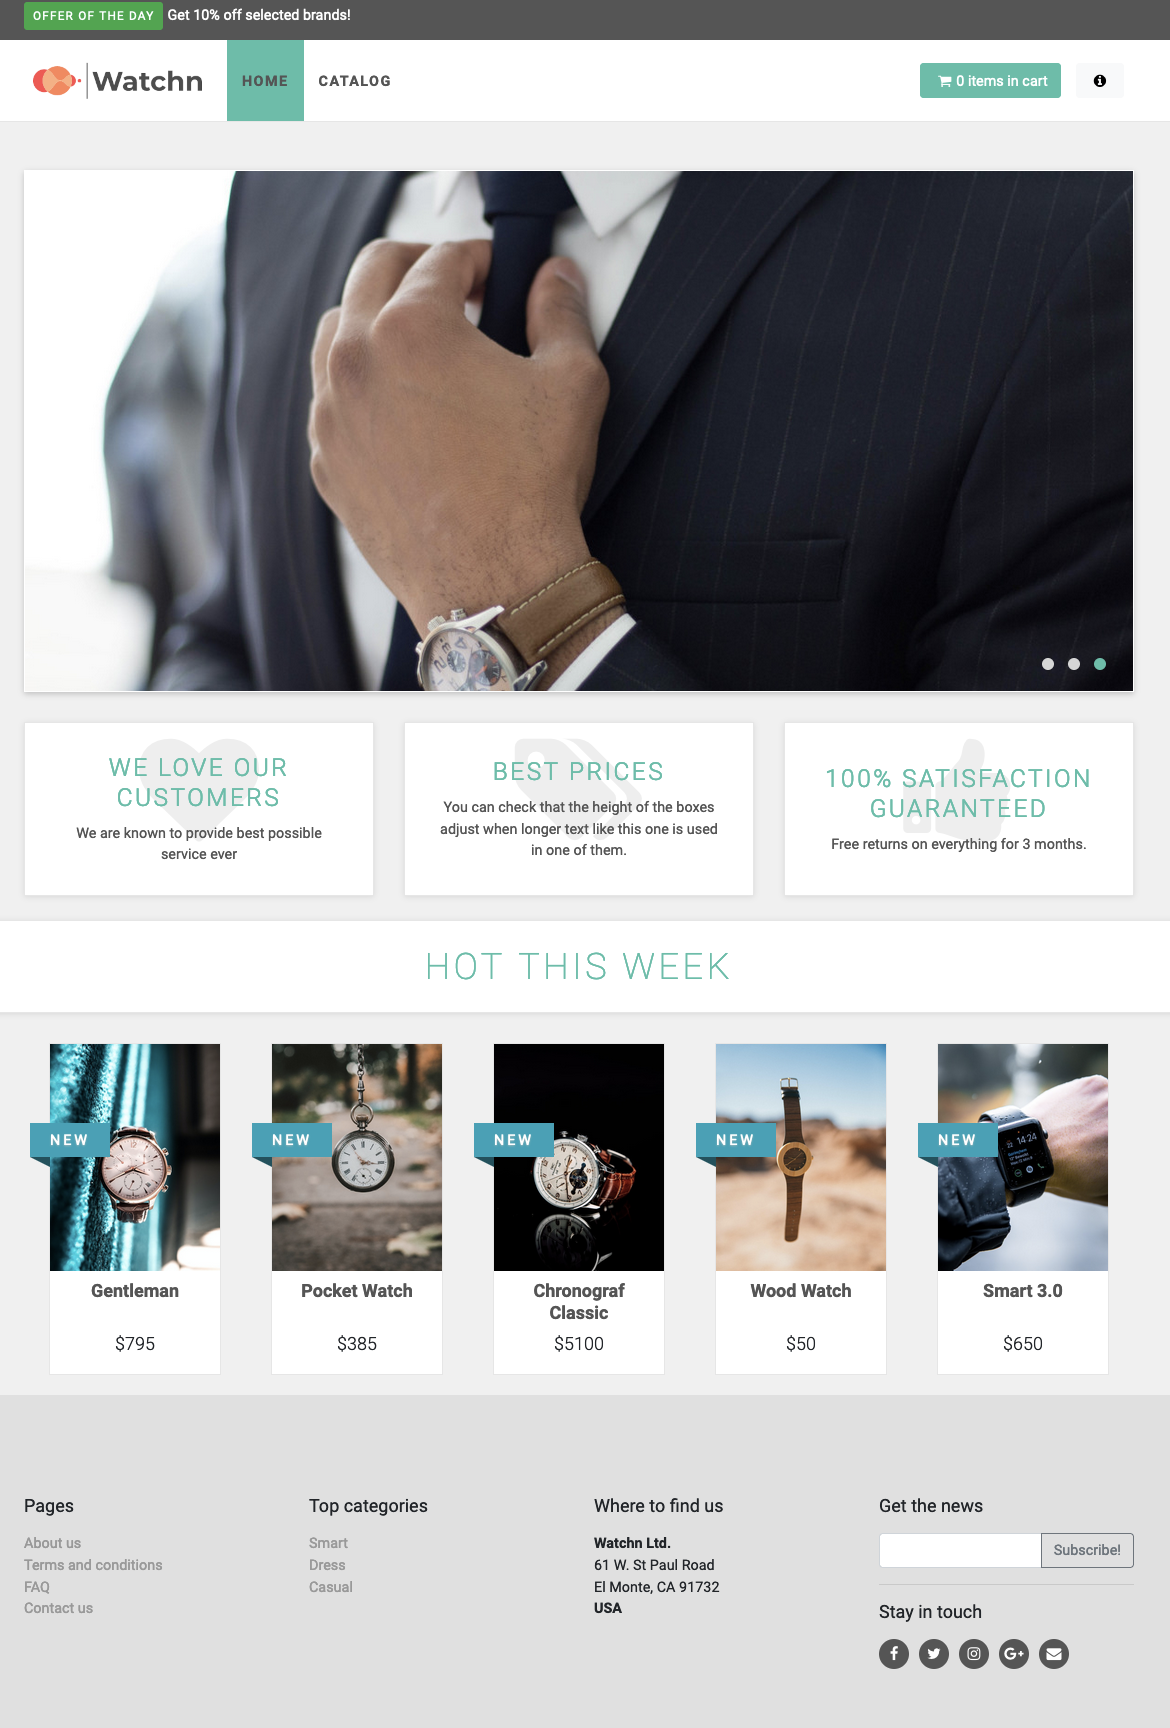 OFFER OF THE DAY Get 10% off selected brands!
Watchn HOME CATALOG 0 items in cart
WE LOVE OUR
CUSTOMERS
We are known to provide best possible
service ever
BEST PRICES
You can check that the height of the boxes
adjust when longer text like this one is used
in one of them.
100% SATISFACTION
GUARANTEED
Free returns on everything for 3 months.
HOT THIS WEEK
NEW
Gentleman
$795
NEW
Pocket Watch
$385
NEW
Chronograf
Classic
$5100
NEW
Wood Watch
$50
NEW
14:24
Smart 3.0
$650
Pages
About us
Terms and conditions
FAQ
Contact us
Top categories
Smart
Dress
Casual
Where to find us
Watchn Ltd.
61 W. St Paul Road
El Monte, CA 91732
USA
Get the news
Subscribe!
Stay in touch